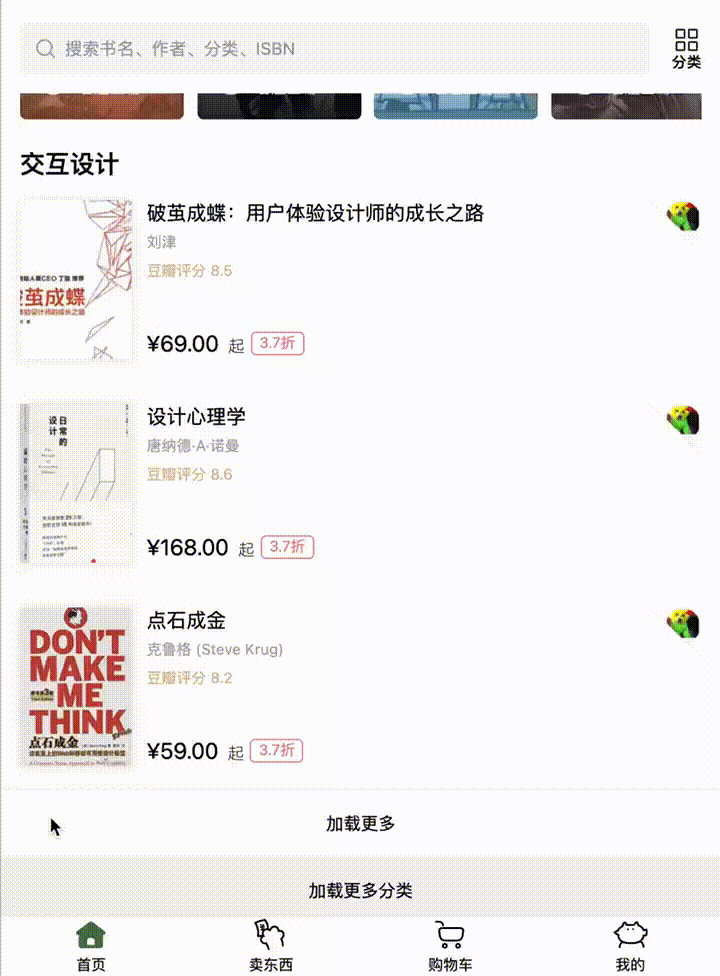 搜索书名、作者、分类、ISBN
分类
交互设计
破茧成蝶：用户体验设计师的成长之路
刘津
豆瓣评分 8.5
¥69.00 起 3.7折
茧成蝶
设计心理学
唐纳德·A·诺曼
豆瓣评分 8.6
¥168.00 起 3.7折
日常的
设计
点石成金
克鲁格 (Steve Krug)
豆瓣评分 8.2
¥59.00 起 3.7折
DON'T
MAKE
ME
THINK
点石成金
加载更多
加载更多分类
首页
卖东西
购物车
我的